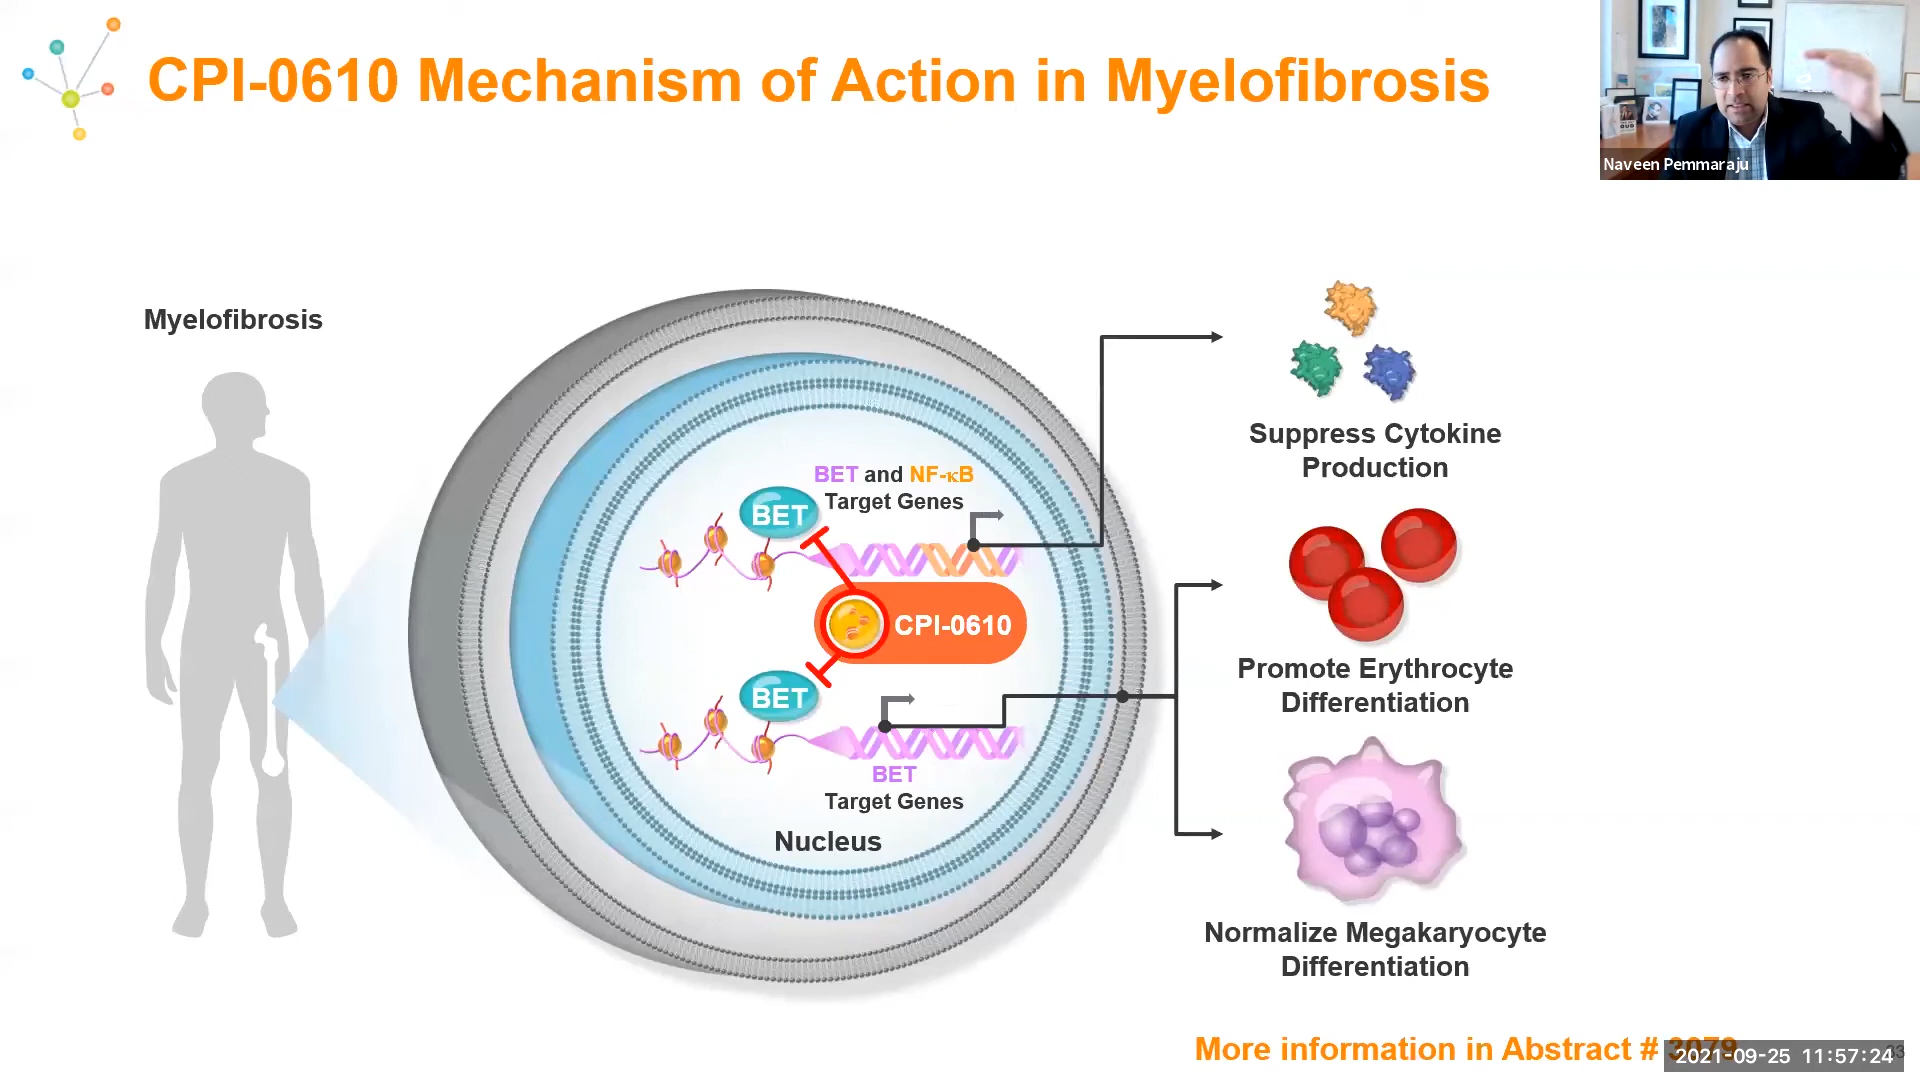 CPI-0610 Mechanism of Action in Myelofibrosis
Naveen Pemmaraju
Myelofibrosis
BET and NF-κB
Target Genes
BET
CPI-0610
BET
BET
Target Genes
Nucleus
Suppress Cytokine
Production
Promote Erythrocyte
Differentiation
Normalize Megakaryocyte
Differentiation
More information in Abstract # 3079
2021-09-25 11:57:24